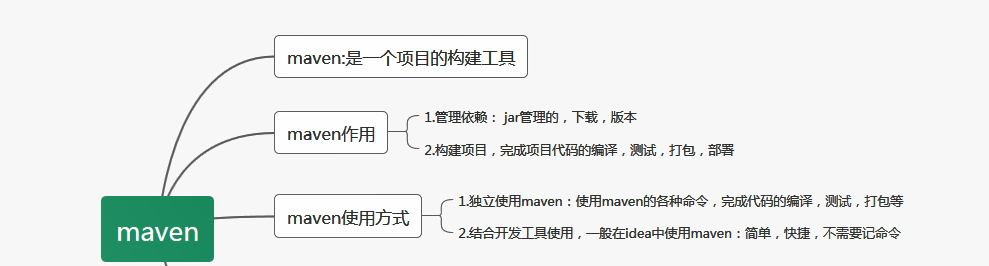 maven:是一个项目的构建工具
maven作用
1.管理依赖： jar管理的，下载，版本
2.构建项目，完成项目代码的编译，测试，打包，部署
maven
maven使用方式
1.独立使用maven：使用maven的各种命令，完成代码的编译，测试，打包等
2.结合开发工具使用，一般在idea中使用maven：简单，快捷，不需要记命令